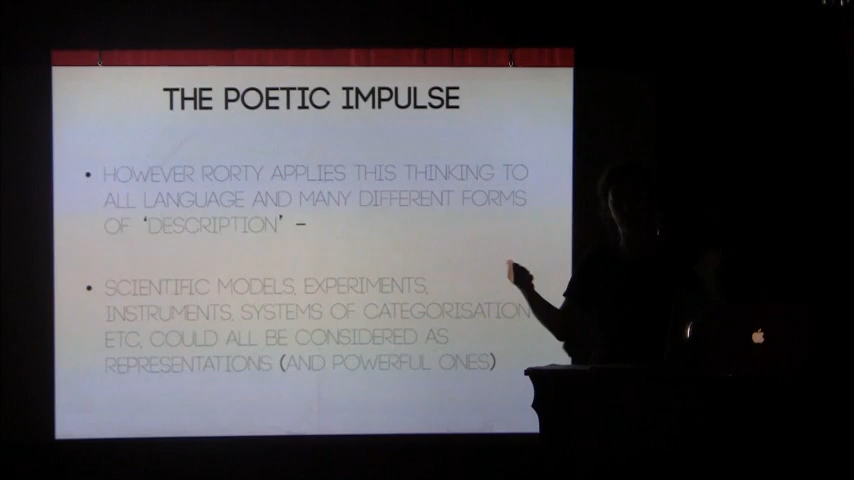 THE POETIC IMPULSE
• HOWEVER RORTY APPLIES THIS THINKING TO
ALL LANGUAGE AND MANY DIFFERENT FORMS
OF 'DESCRIPTION' –
• SCIENTIFIC MODELS, EXPERIMENTS,
INSTRUMENTS, SYSTEMS OF CATEGORISATION
ETC, COULD ALL BE CONSIDERED AS
REPRESENTATIONS (AND POWERFUL ONES)